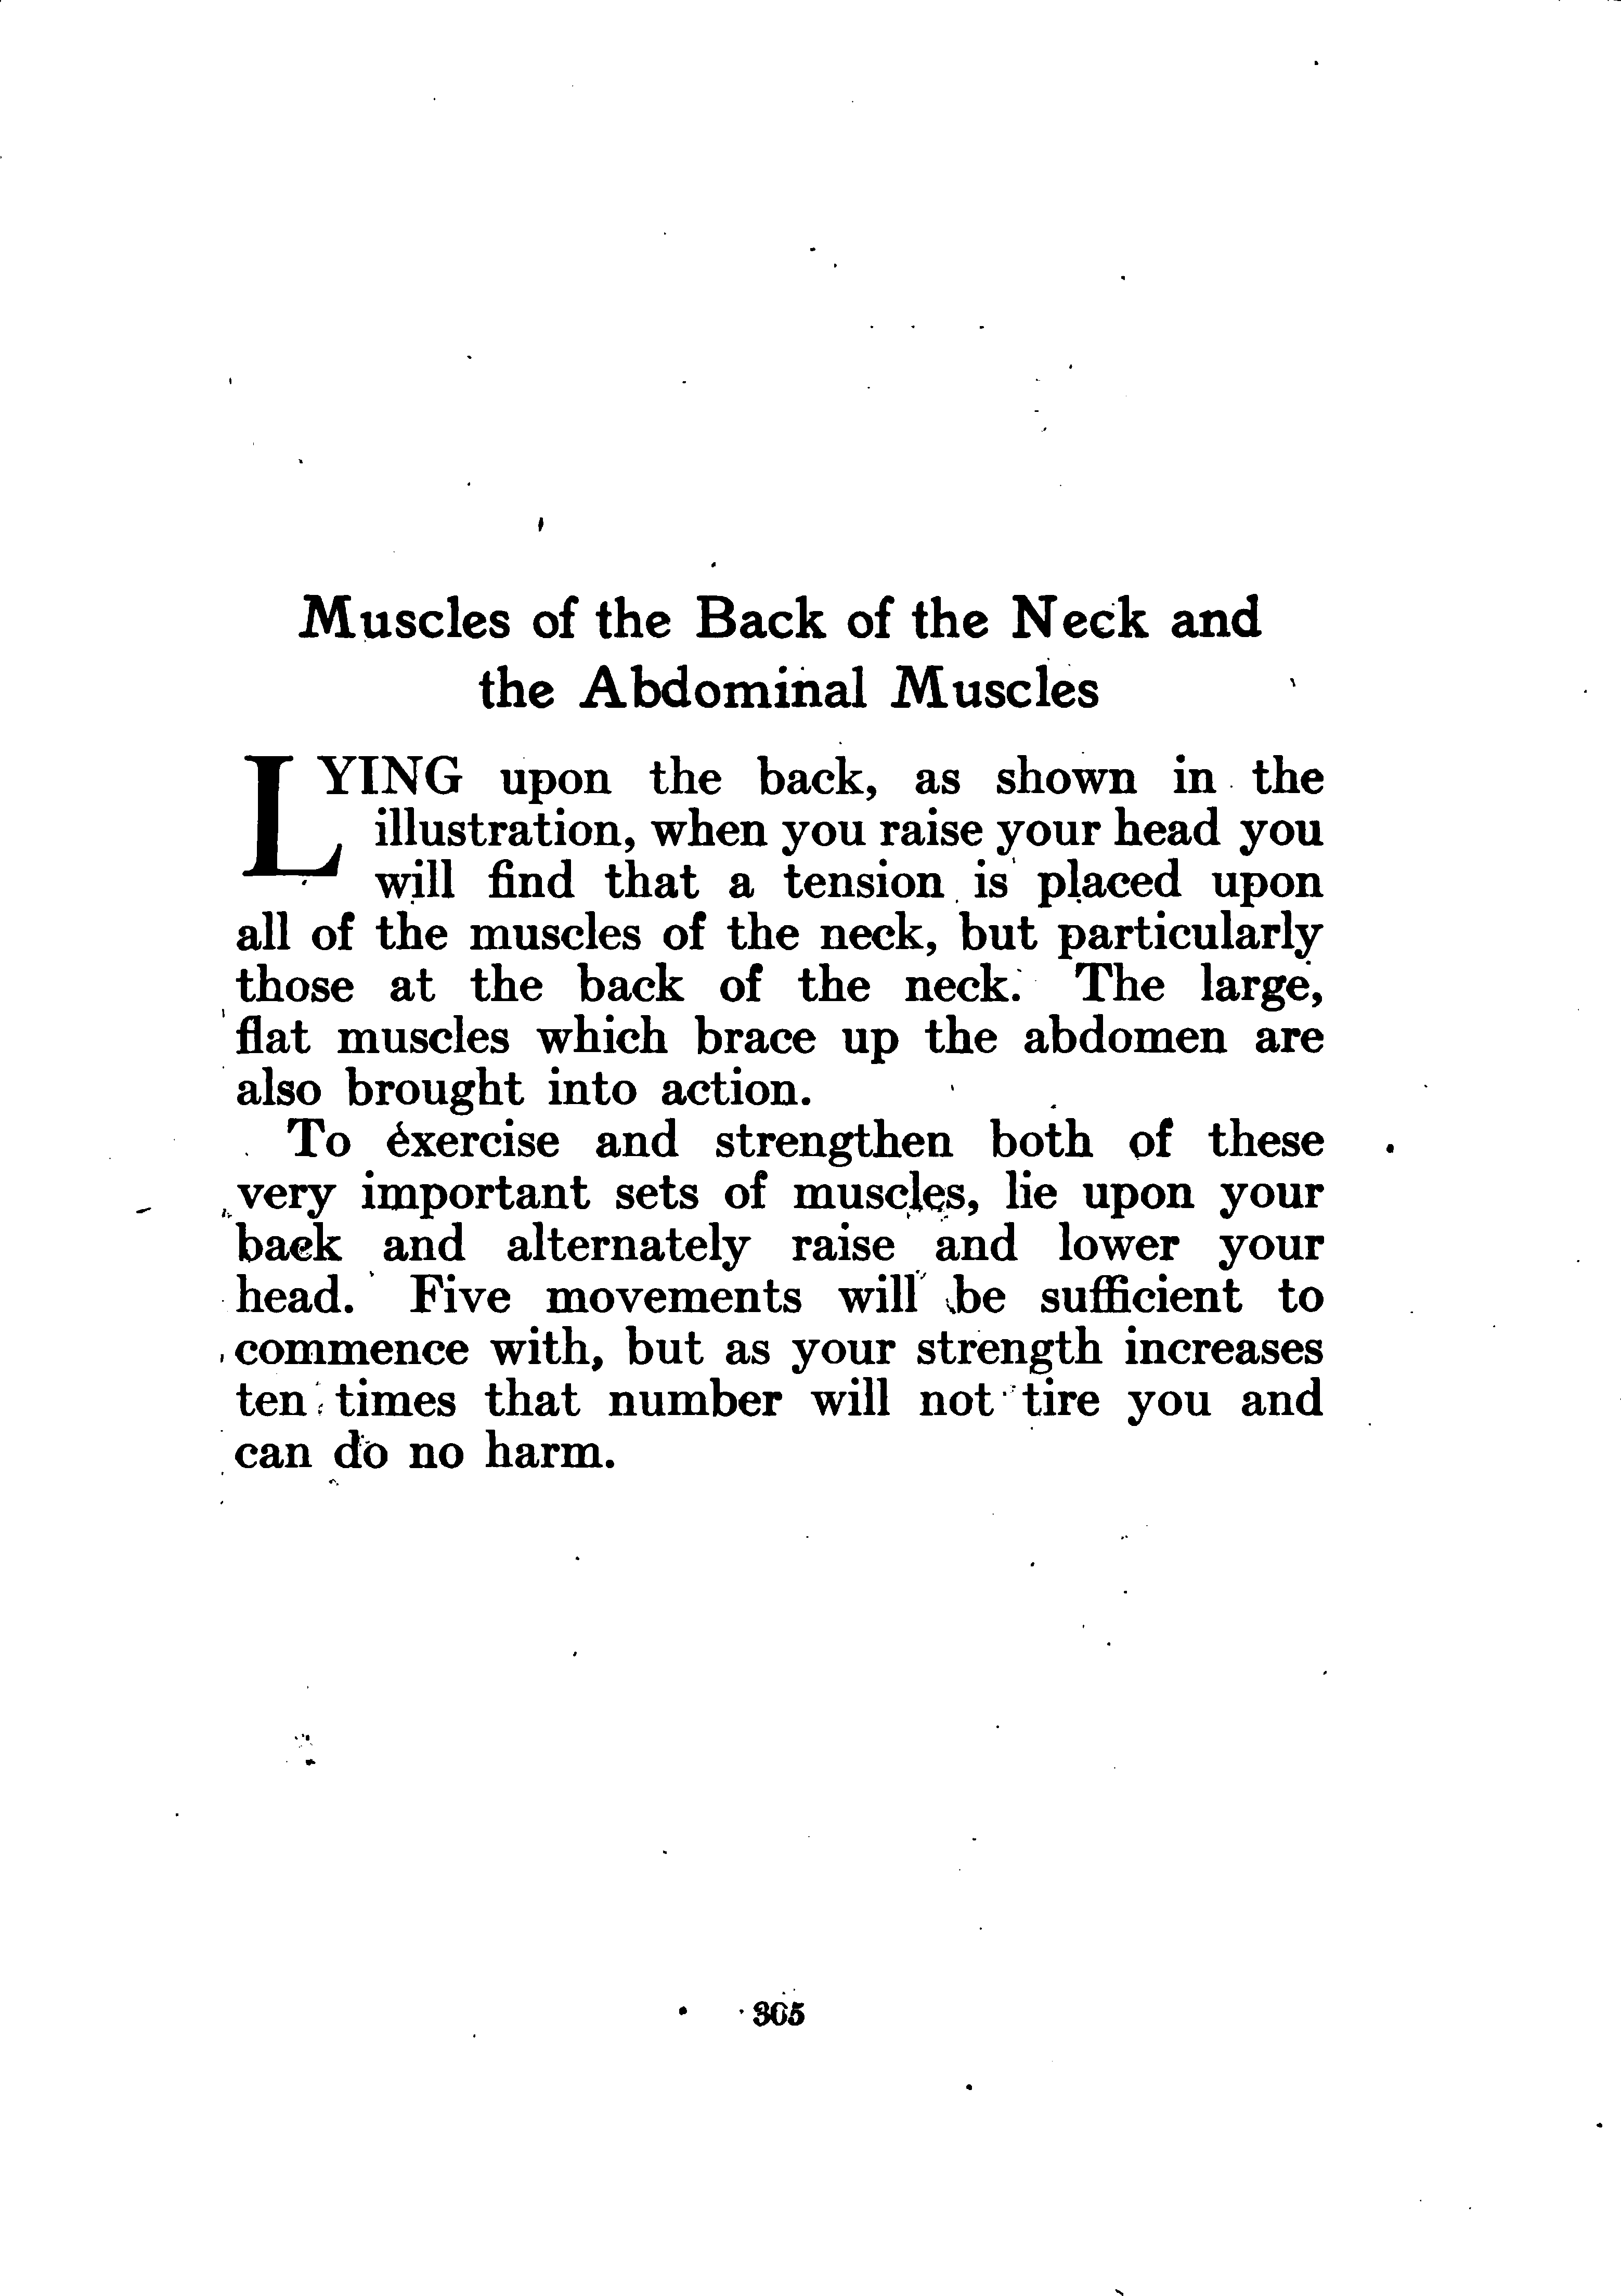 Muscles of the Back of the Neck and
the Abdominal Muscles
LYING upon the back, as shown in the
illustration, when you raise your head you
will find that a tension is placed upon
all of the muscles of the neck, but particularly
those at the back of the neck. The large,
flat muscles which brace up the abdomen are
also brought into action.
To exercise and strengthen both of these
very important sets of muscles, lie upon your
back and alternately raise and lower your
head. Five movements will be sufficient to
commence with, but as your strength increases
ten times that number will not tire you and
can do no harm.
365